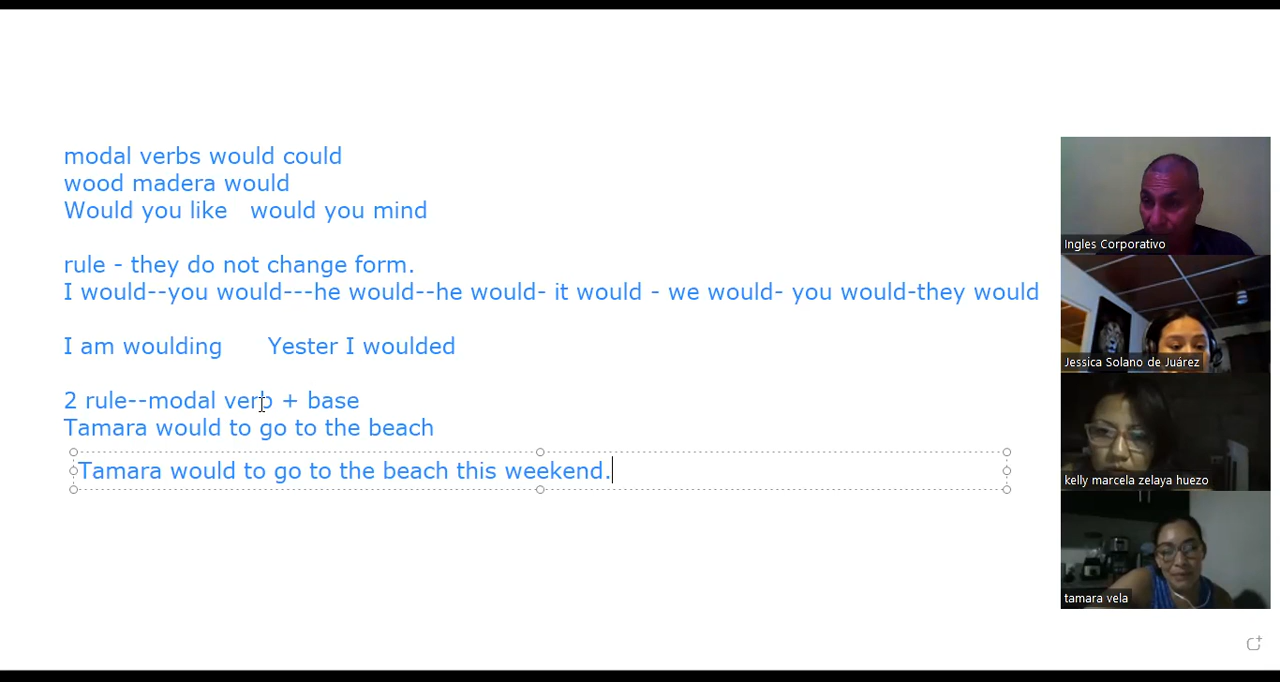 modal verbs would could
wood madera would
Would you like   would you mind
rule - they do not change form.
I would--you would---he would--he would- it would - we would- you would-they would
I am woulding      Yester I woulded
2 rule--modal verb + base
Tamara would to go to the beach
Tamara would to go to the beach this weekend.
Ingles Corporativo
Jessica Solano de Juárez
kelly marcela zelaya huezo
tamara vela